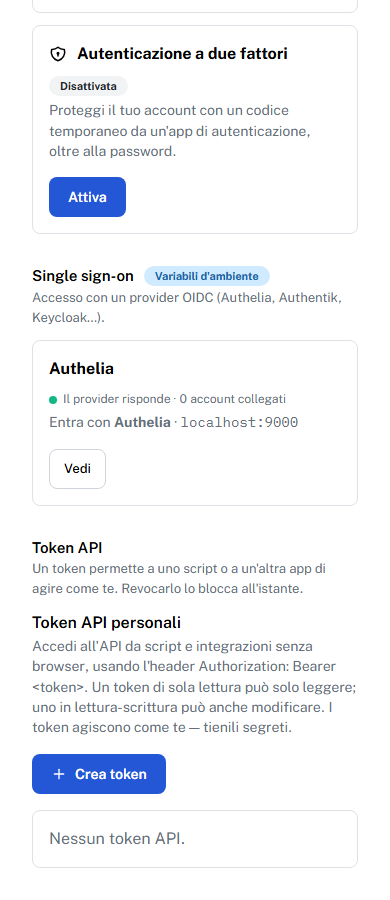 Autenticazione a due fattori
Disattivata
Proteggi il tuo account con un codice
temporaneo da un'app di autenticazione,
oltre alla password.
Attiva
Single sign-on Variabili d'ambiente
Accesso con un provider OIDC (Authelia, Authentik,
Keycloak…).
Authelia
Il provider risponde · 0 account collegati
Entra con Authelia · localhost:9000
Vedi
Token API
Un token permette a uno script o a un'altra app di
agire come te. Revocarlo lo blocca all'istante.
Token API personali
Accedi all'API da script e integrazioni senza
browser, usando l'header Authorization: Bearer
<token>. Un token di sola lettura può solo leggere;
uno in lettura-scrittura può anche modificare. I
token agiscono come te — tienili segreti.
+ Crea token
Nessun token API.